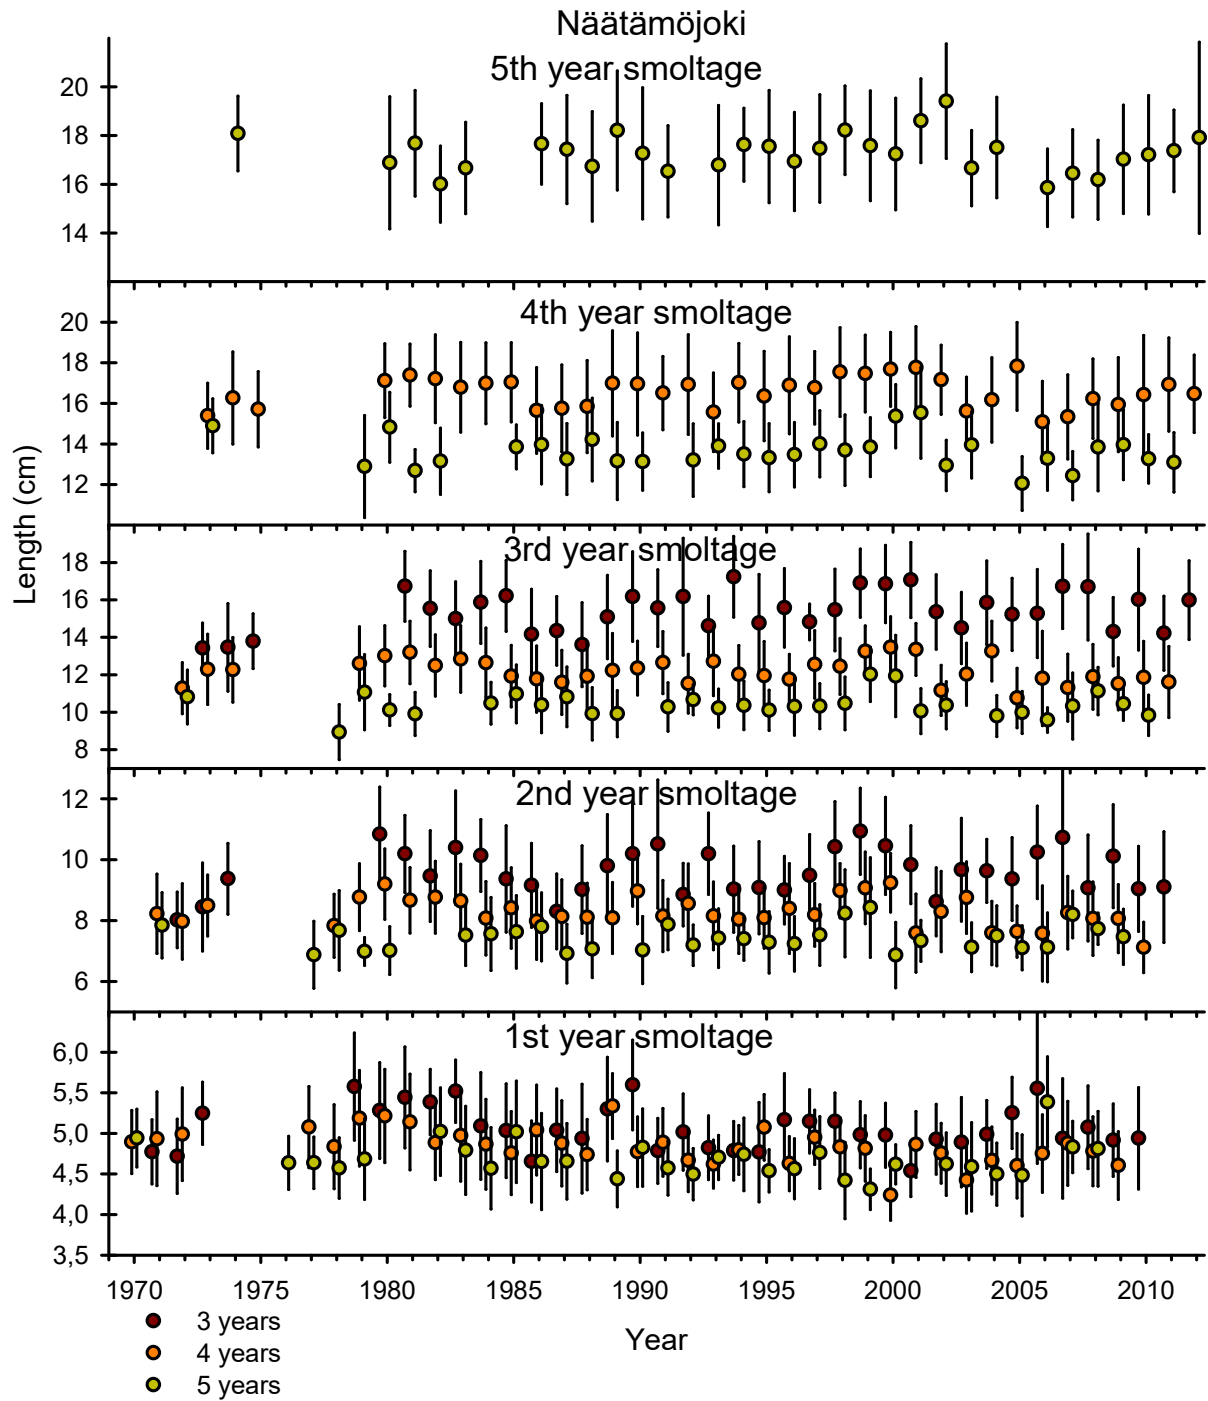 Näätämöjoki
5th year smoltage
20
18
16
14
4th year smoltage
20
18
16
14
12
Length (cm)
3rd year smoltage
18
16
14
12
10
8
2nd year smoltage
12
10
8
6
1st year smoltage
6,0
5,5
5,0
4,5
4,0
3,5
1970 1975 1980 1985 1990 1995 2000 2005 2010
Year
3 years
4 years
5 years